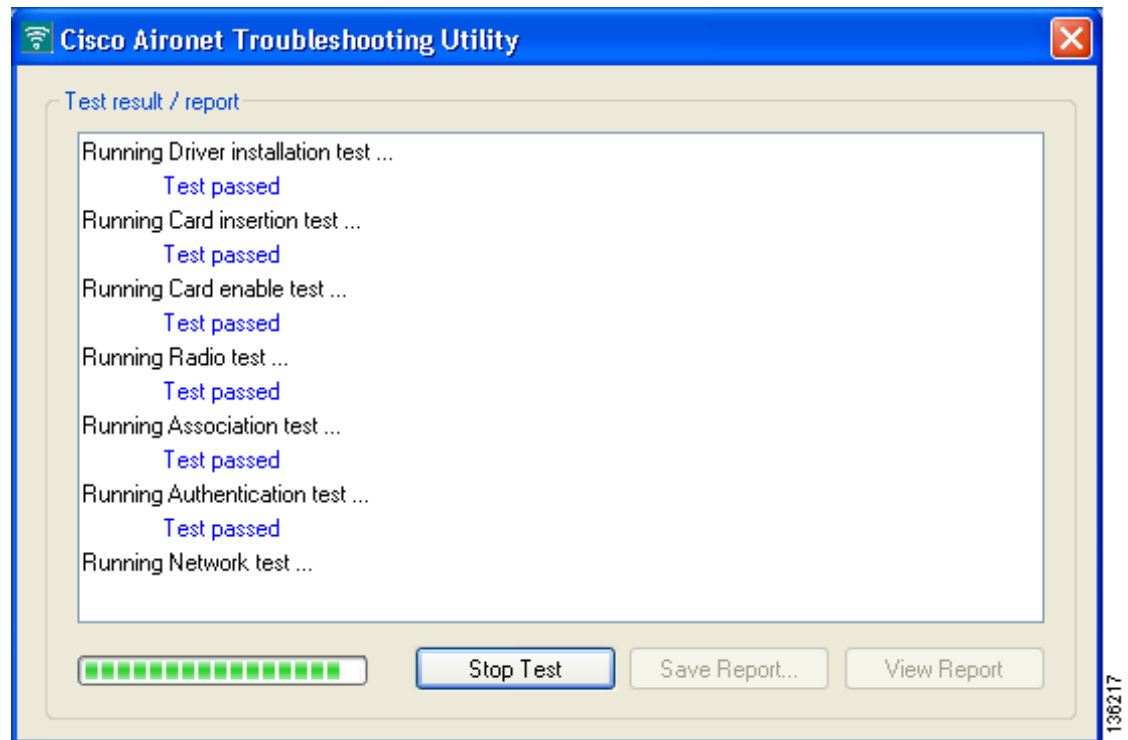 Cisco Aironet Troubleshooting Utility
Test result / report
Running Driver installation test ...
Test passed
Running Card insertion test ...
Test passed
Running Card enable test ...
Test passed
Running Radio test ...
Test passed
Running Association test ...
Test passed
Running Authentication test ...
Test passed
Running Network test ...
Stop Test
Save Report...
View Report
136217